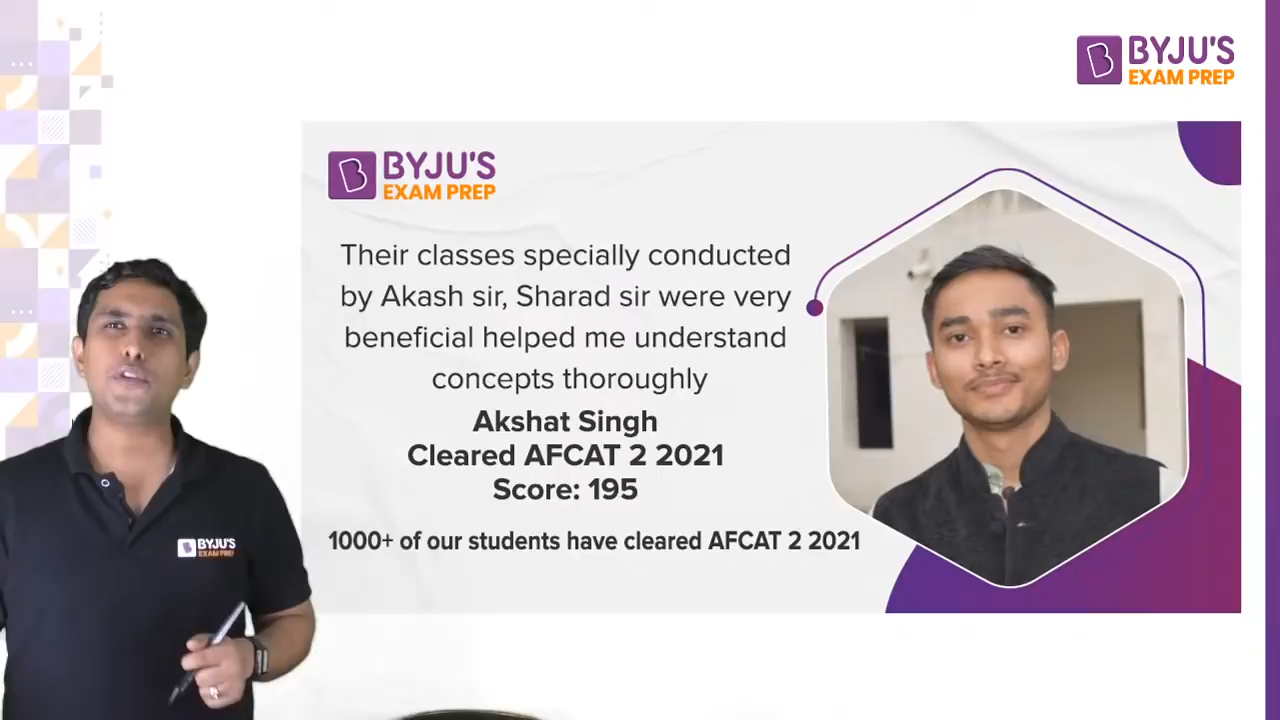 BYJU'S
EXAM PREP
BYJU'S
EXAM PREP
Their classes specially conducted
by Akash sir, Sharad sir were very
beneficial helped me understand
concepts thoroughly
Akshat Singh
Cleared AFCAT 2 2021
Score: 195
1000+ of our students have cleared AFCAT 2 2021
BYJU'S
EXAM PREP